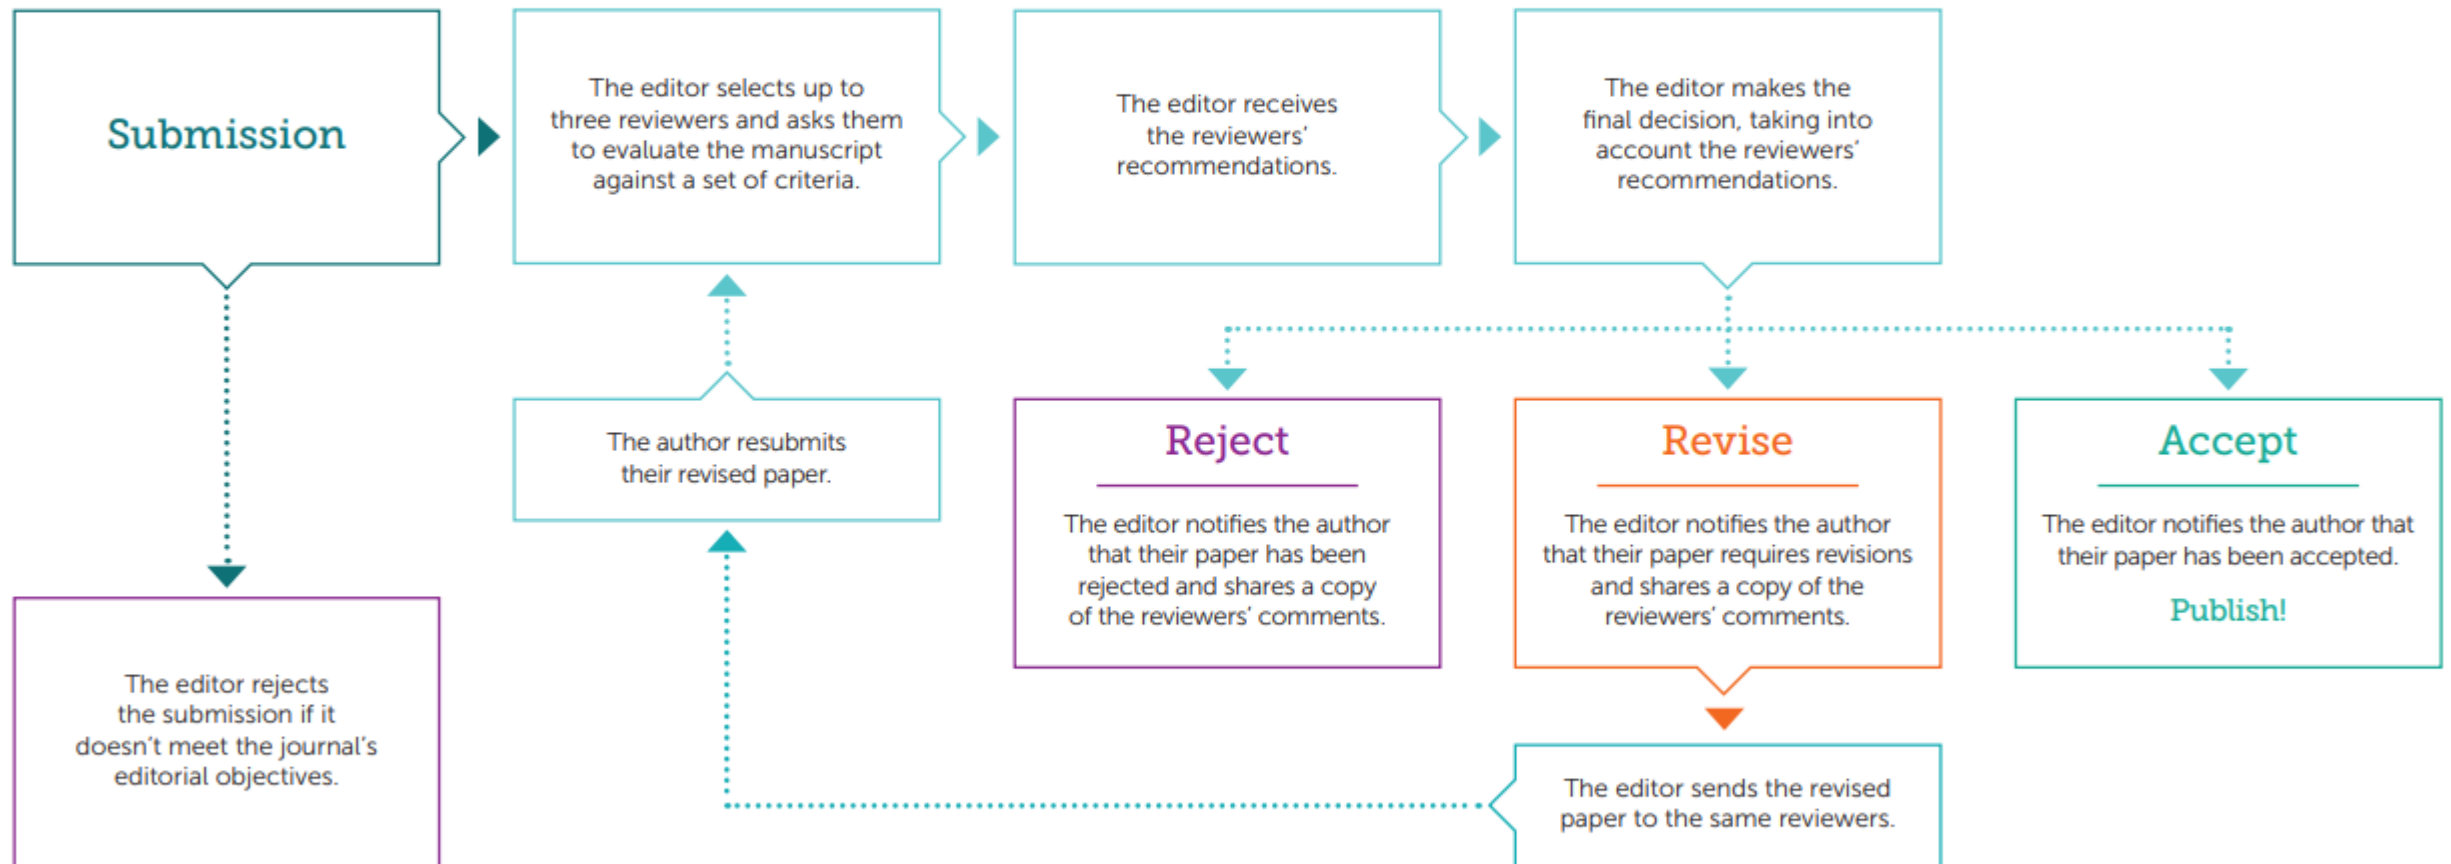 Submission
The editor selects up to
three reviewers and asks them
to evaluate the manuscript
against a set of criteria.
The editor receives
the reviewers'
recommendations.
The editor makes the
final decision, taking into
account the reviewers'
recommendations.
The author resubmits
their revised paper.
Reject
The editor notifies the author
that their paper has been
rejected and shares a copy
of the reviewers' comments.
Revise
The editor notifies the author
that their paper requires revisions
and shares a copy of the
reviewers' comments.
Accept
The editor notifies the author that
their paper has been accepted.
Publish!
The editor rejects
the submission if it
doesn't meet the journal's
editorial objectives.
The editor sends the revised
paper to the same reviewers.